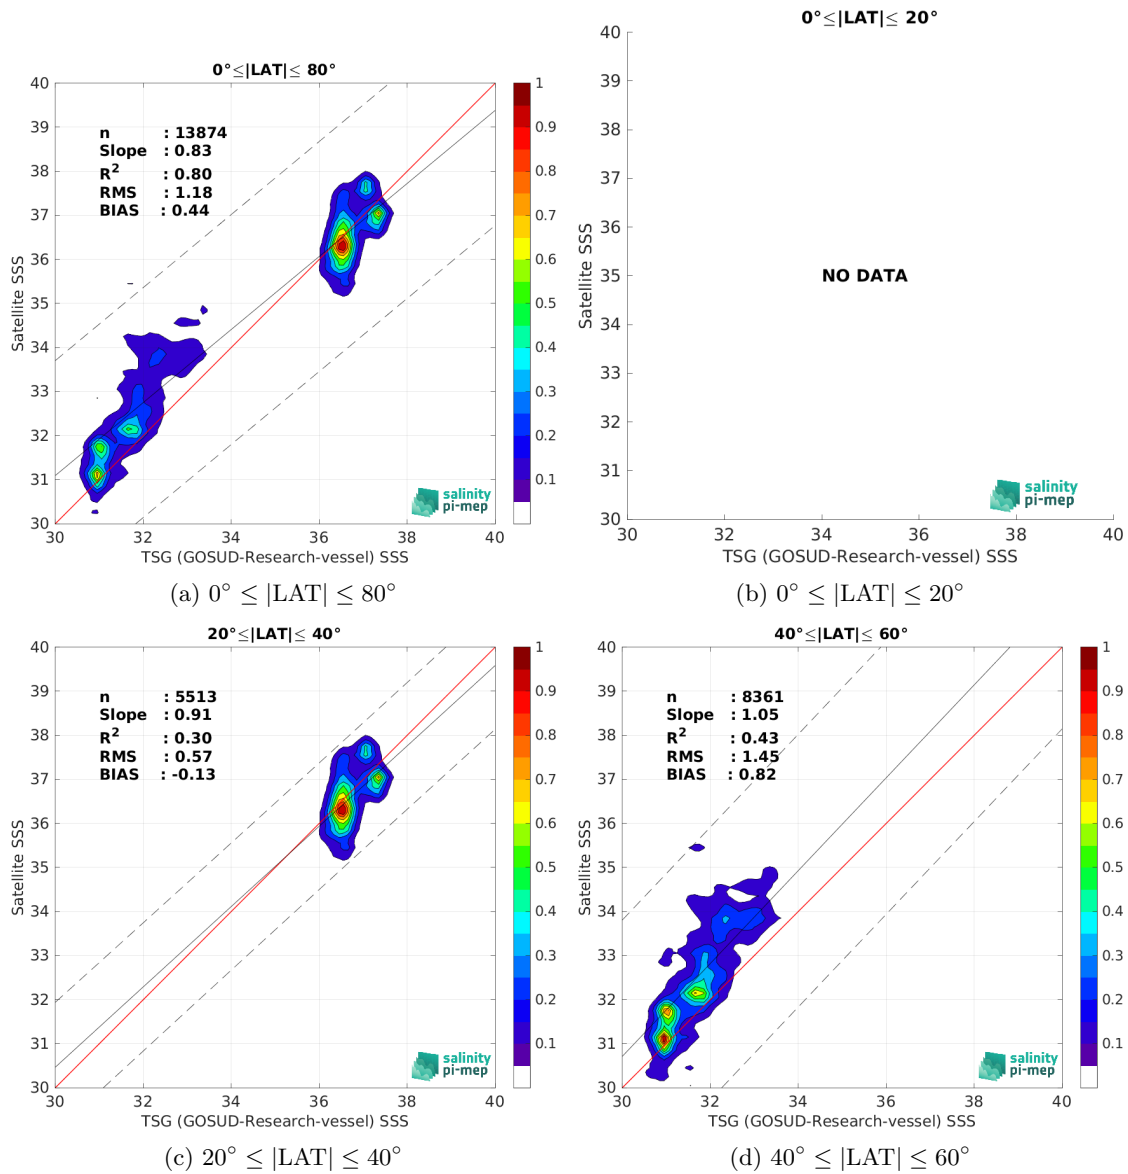 0°≤|LAT|≤ 80°
40
39
38
37
36
35
34
33
32
31
30
Satellite SSS
n : 13874
Slope : 0.83
R² : 0.80
RMS : 1.18
BIAS : 0.44
salinity
pi-mep
30 32 34 36 38 40
TSG (GOSUD-Research-vessel) SSS
1
0.9
0.8
0.7
0.6
0.5
0.4
0.3
0.2
0.1
(a) 0° ≤ |LAT| ≤ 80°
0°≤|LAT|≤ 20°
40
39
38
37
36
35
34
33
32
31
30
Satellite SSS
NO DATA
salinity
pi-mep
30 32 34 36 38 40
TSG (GOSUD-Research-vessel) SSS
(b) 0° ≤ |LAT| ≤ 20°
20°≤|LAT|≤ 40°
40
39
38
37
36
35
34
33
32
31
30
Satellite SSS
n : 5513
Slope : 0.91
R² : 0.30
RMS : 0.57
BIAS : -0.13
salinity
pi-mep
30 32 34 36 38 40
TSG (GOSUD-Research-vessel) SSS
1
0.9
0.8
0.7
0.6
0.5
0.4
0.3
0.2
0.1
(c) 20° ≤ |LAT| ≤ 40°
40°≤|LAT|≤ 60°
40
39
38
37
36
35
34
33
32
31
30
Satellite SSS
n : 8361
Slope : 1.05
R² : 0.43
RMS : 1.45
BIAS : 0.82
salinity
pi-mep
30 32 34 36 38 40
TSG (GOSUD-Research-vessel) SSS
1
0.9
0.8
0.7
0.6
0.5
0.4
0.3
0.2
0.1
(d) 40° ≤ |LAT| ≤ 60°